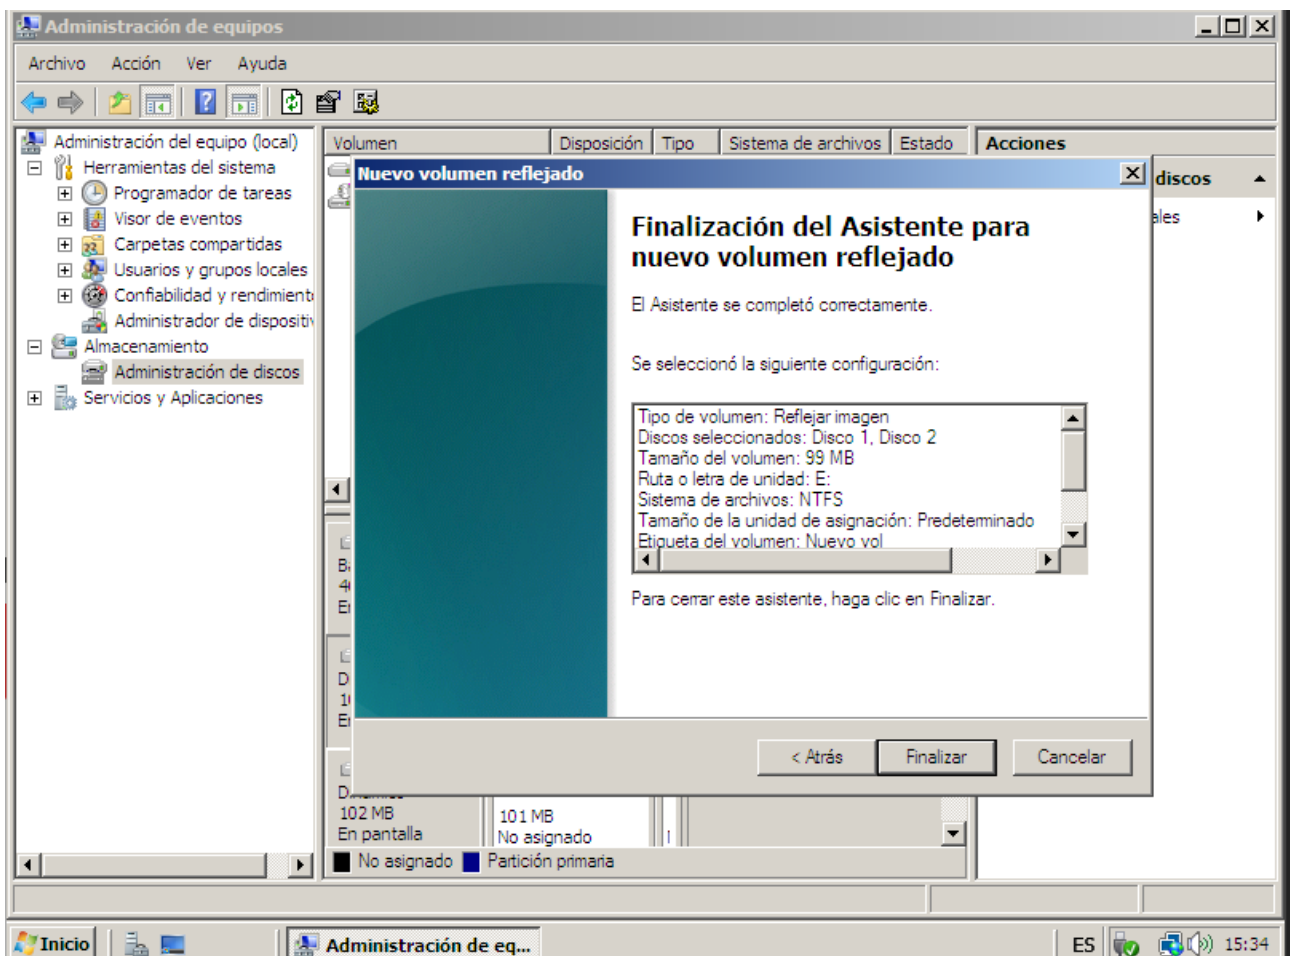 Administración de equipos
Archivo Acción Ver Ayuda
Administración del equipo (local)
Herramientas del sistema
Programador de tareas
Visor de eventos
Carpetas compartidas
Usuarios y grupos locales
Confiabilidad y rendimient
Administrador de dispositi
Almacenamiento
Administración de discos
Servicios y Aplicaciones
Volumen Disposición Tipo Sistema de archivos Estado
Acciones
discos
ales
Nuevo volumen reflejado
Finalización del Asistente para
nuevo volumen reflejado
El Asistente se completó correctamente.
Se seleccionó la siguiente configuración:
Tipo de volumen: Reflejar imagen
Discos seleccionados: Disco 1, Disco 2
Tamaño del volumen: 99 MB
Ruta o letra de unidad: E:
Sistema de archivos: NTFS
Tamaño de la unidad de asignación: Predeterminado
Etiqueta del volumen: Nuevo vol
Para cerrar este asistente, haga clic en Finalizar.
< Atrás Finalizar Cancelar
102 MB
En pantalla
101 MB
No asignado
No asignado Partición primaria
Inicio
Administración de eq...
ES 15:34